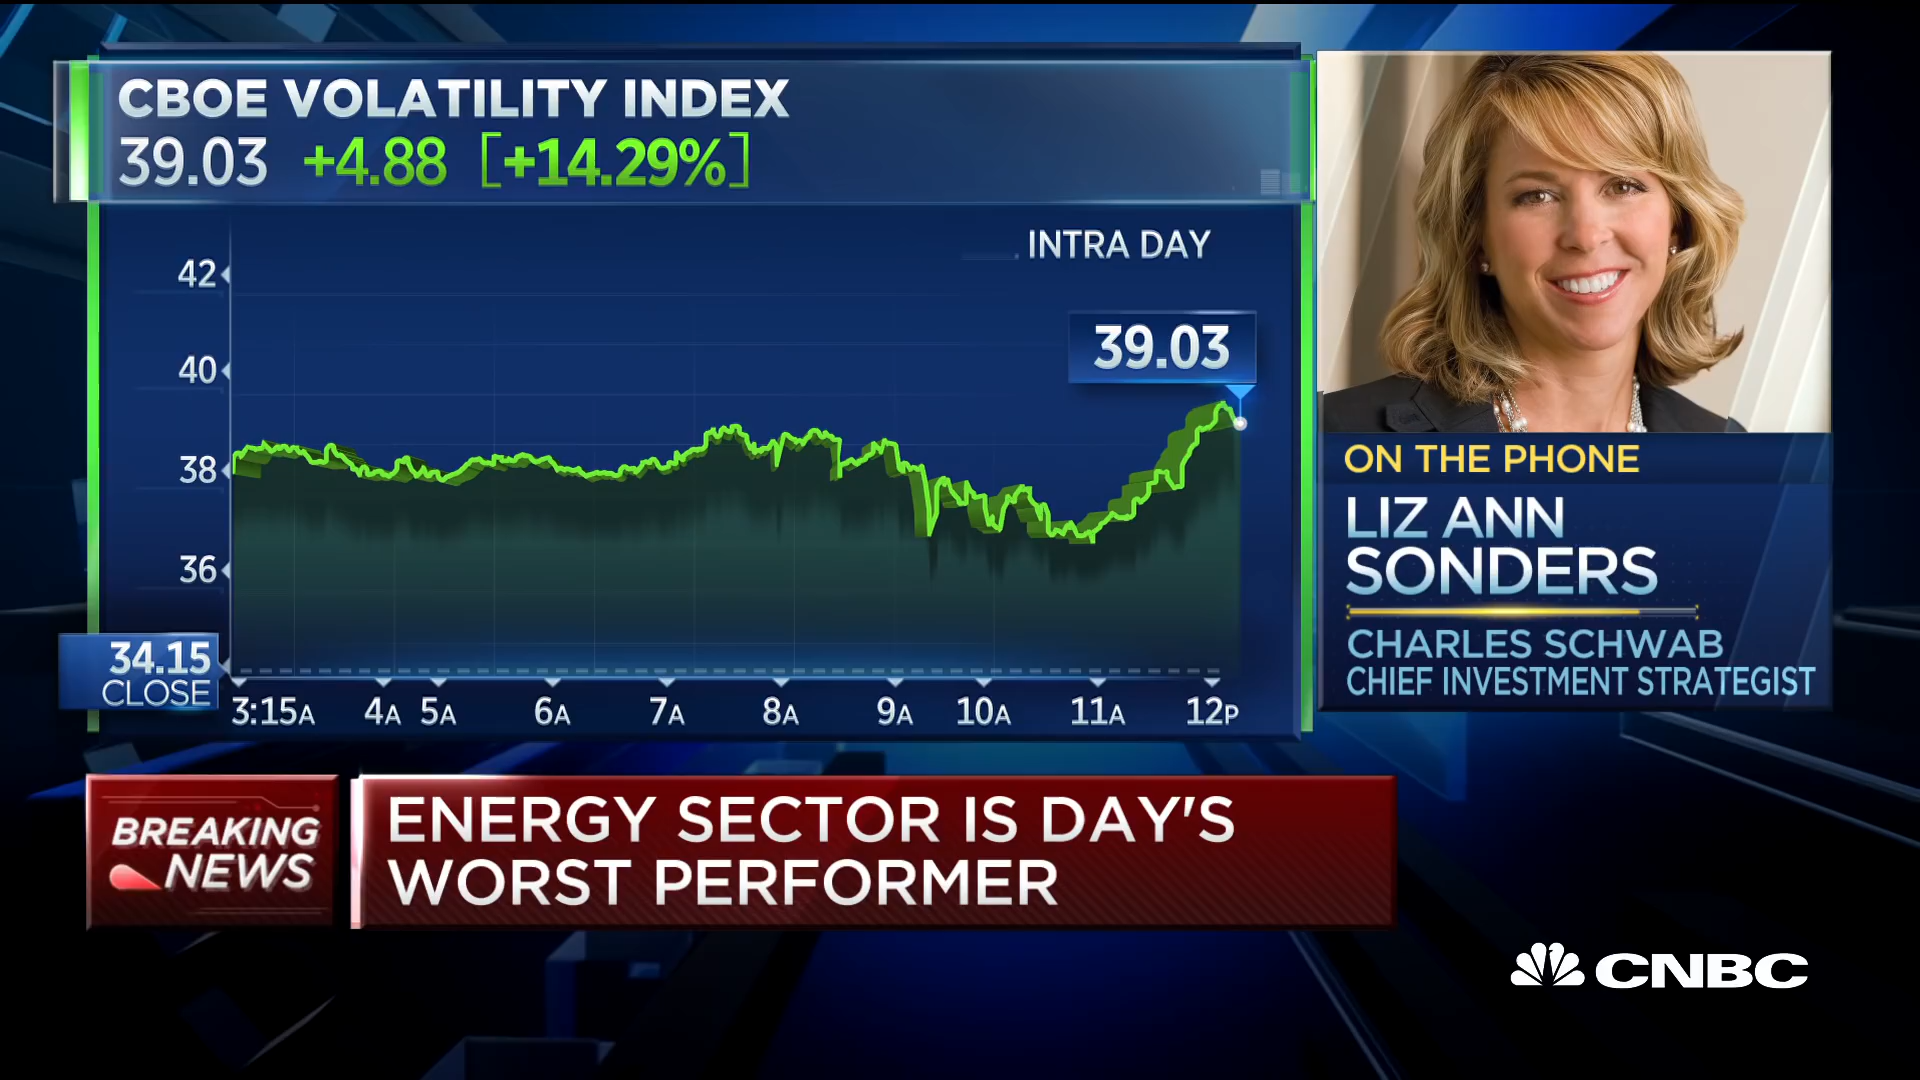 CBOE VOLATILITY INDEX
39.03 +4.88 [+14.29%]
INTRA DAY
42
40
38
36
39.03
34.15
CLOSE
3:15A 4A 5A 6A 7A 8A 9A 10A 11A 12P
ON THE PHONE
LIZ ANN
SONDERS
CHARLES SCHWAB
CHIEF INVESTMENT STRATEGIST
BREAKING
NEWS
ENERGY SECTOR IS DAY'S
WORST PERFORMER
CNBC